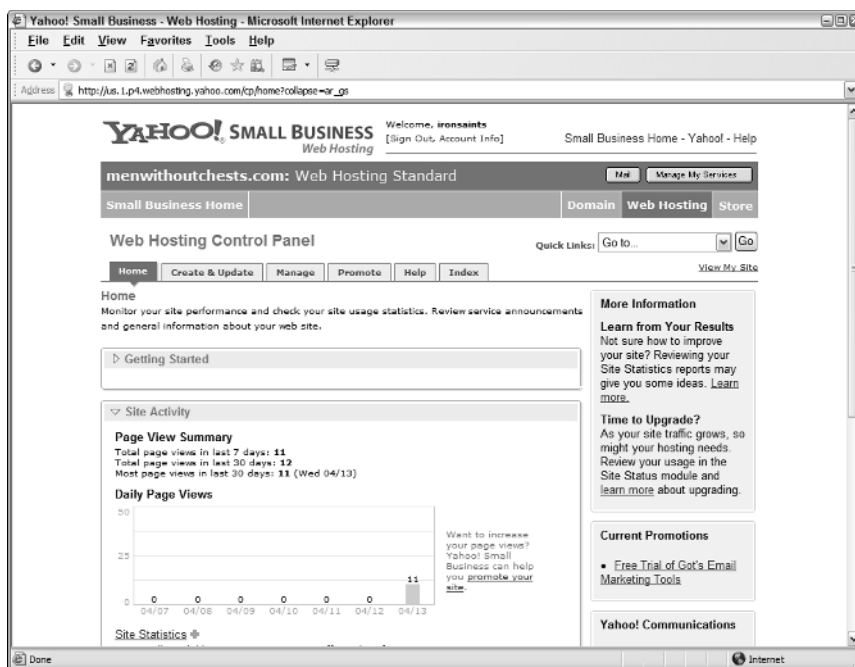 Yahoo! Small Business - Web Hosting - Microsoft Internet Explorer
File Edit View Favorites Tools Help
Address http://us.1.p4.webhosting.yahoo.com/cp/home?collapse=ar_gs
YAHOO! SMALL BUSINESS
Web Hosting
Welcome, ironsaints
[Sign Out, Account Info]
Small Business Home - Yahoo! - Help
menwithoutchests.com: Web Hosting Standard
Mail Manage My Services
Small Business Home Domain Web Hosting Store
Web Hosting Control Panel
Quick Links: Go to... Go
Home Create & Update Manage Promote Help Index
View My Site
Home
Monitor your site performance and check your site usage statistics. Review service announcements
and general information about your web site.
Getting Started
Site Activity
Page View Summary
Total page views in last 7 days: 11
Total page views in last 30 days: 12
Most page views in last 30 days: 11 (Wed 04/13)
Daily Page Views
50
25
0
0 0 0 0 0 0 11
04/07 04/08 04/09 04/10 04/11 04/12 04/13
Want to increase
your page views?
Yahoo! Small
Business can help
you promote your
site.
Site Statistics
More Information
Learn from Your Results
Not sure how to improve
your site? Reviewing your
Site Statistics reports may
give you some ideas. Learn
more.
Time to Upgrade?
As your site traffic grows, so
might your hosting needs.
Review your usage in the
Site Status module and
learn more about upgrading.
Current Promotions
• Free Trial of Got's Email
Marketing Tools
Yahoo! Communications
Done Internet